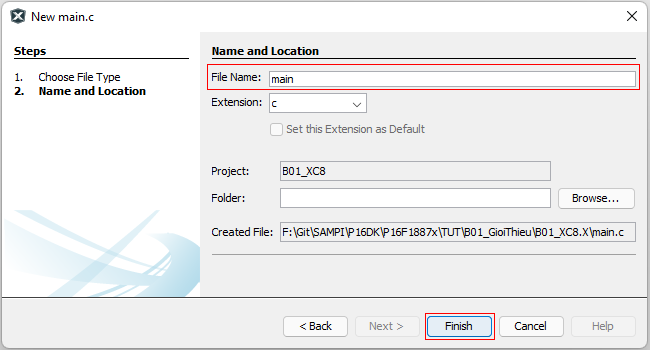 New main.c
Steps
1. Choose File Type
2. Name and Location
Name and Location
File Name: main
Extension: c
Set this Extension as Default
Project: B01_XC8
Folder: Browse...
Created File: F:\Git\SAMPI\P16DK\P16F1887x\TUT\B01_GioiThieu\B01_XC8.X\main.c
< Back Next > Finish Cancel Help